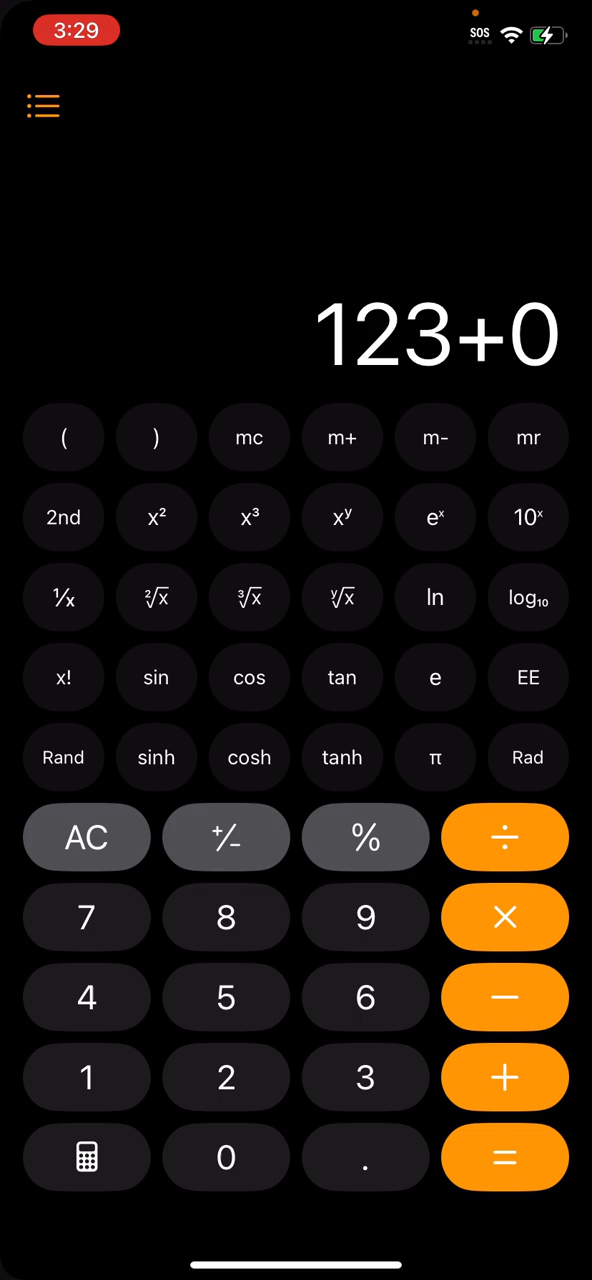 3:29
SOS
123+0
( ) mc m+ m- mr
2nd x² x³ xʸ eˣ 10ˣ
¹⁄x ²√x ³√x ʸ√x ln log₁₀
x! sin cos tan e EE
Rand sinh cosh tanh π Rad
AC +/− % ÷
7 8 9 ×
4 5 6 −
1 2 3 +
0 . =